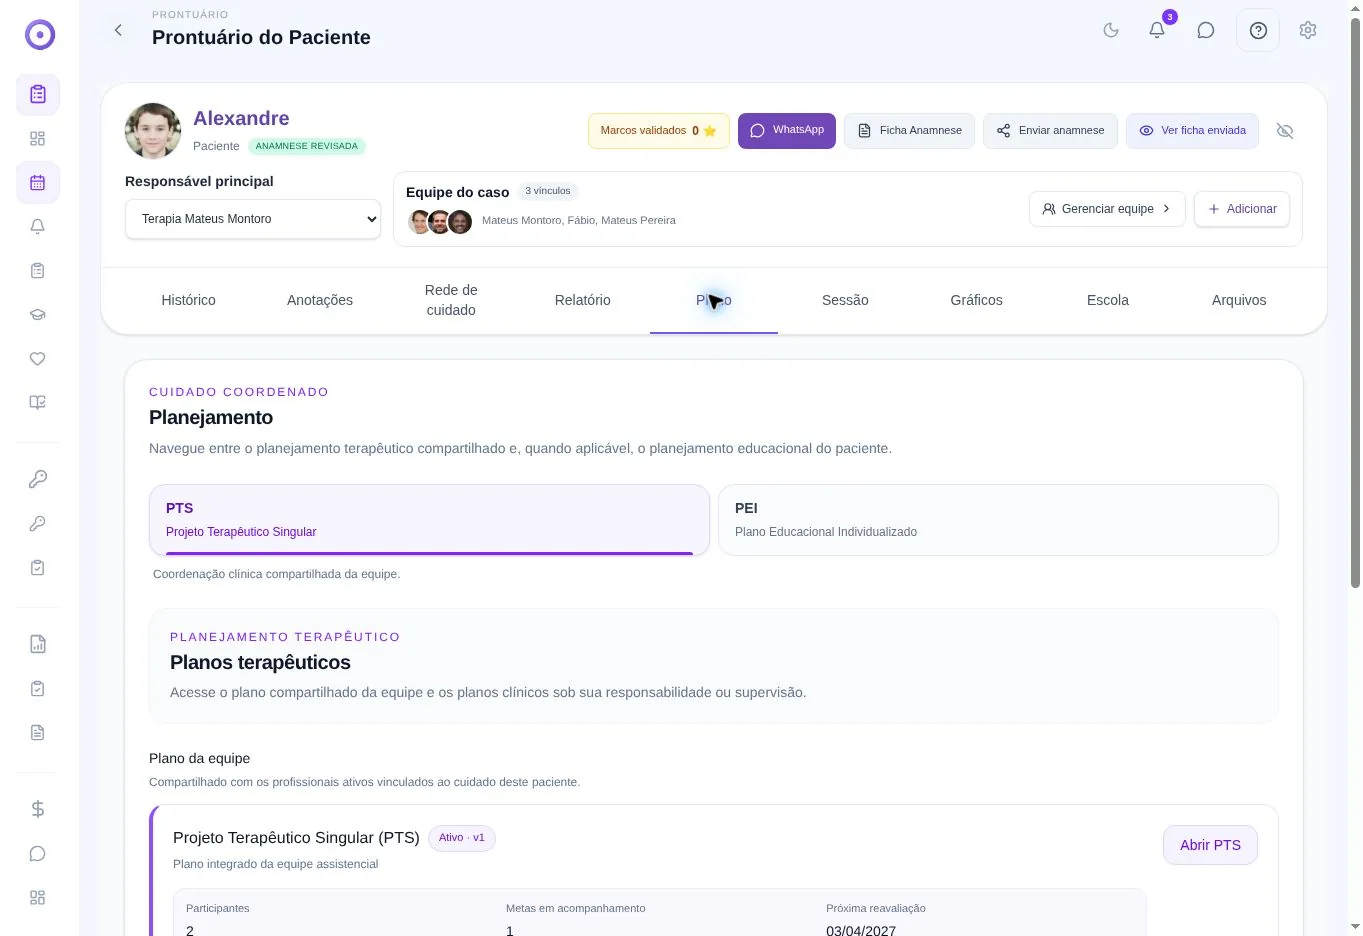 PRONTUÁRIO
Prontuário do Paciente
3
Alexandre
Paciente
ANAMNESE REVISADA
Marcos validados 0 ⭐
WhatsApp
Ficha Anamnese
Enviar anamnese
Ver ficha enviada
Responsável principal
Terapia Mateus Montoro
Equipe do caso
3 vínculos
Mateus Montoro, Fábio, Mateus Pereira
Gerenciar equipe
Adicionar
Histórico
Anotações
Rede de
cuidado
Relatório
Sessão
Gráficos
Escola
Arquivos
CUIDADO COORDENADO
Planejamento
Navegue entre o planejamento terapêutico compartilhado e, quando aplicável, o planejamento educacional do paciente.
PTS
Projeto Terapêutico Singular
PEI
Plano Educacional Individualizado
Coordenação clínica compartilhada da equipe.
PLANEJAMENTO TERAPÊUTICO
Planos terapêuticos
Acesse o plano compartilhado da equipe e os planos clínicos sob sua responsabilidade ou supervisão.
Plano da equipe
Compartilhado com os profissionais ativos vinculados ao cuidado deste paciente.
Projeto Terapêutico Singular (PTS)
Ativo · v1
Abrir PTS
Plano integrado da equipe assistencial
Participantes
Metas em acompanhamento
Próxima reavaliação
2
1
03/04/2027